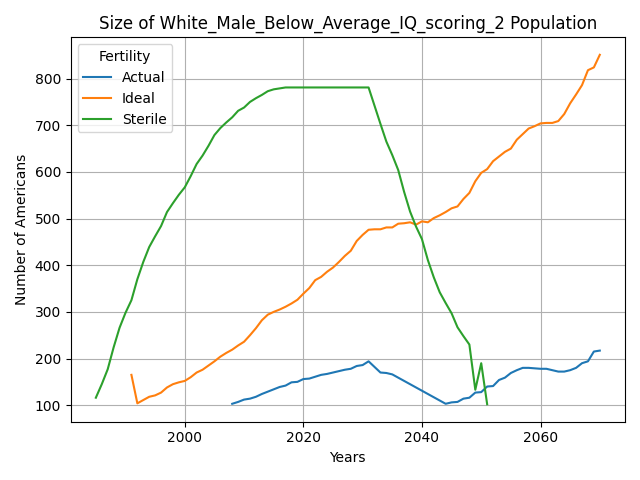 Size of White_Male_Below_Average_IQ_scoring_2 Population
Fertility
Actual
Ideal
Sterile
Number of Americans
800
700
600
500
400
300
200
100
2000
2020
2040
2060
Years